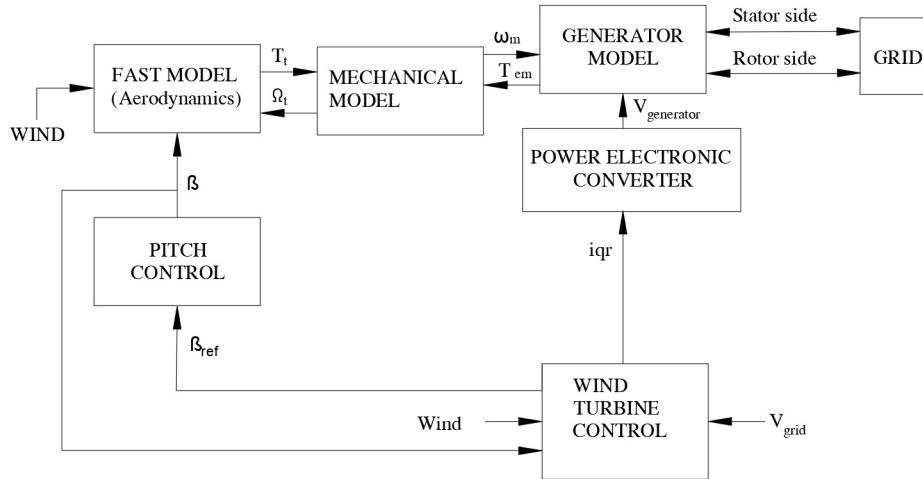 Stator side
ω_m
GENERATOR
MODEL
T_t
FAST MODEL
(Aerodynamics)
MECHANICAL
MODEL
T_em
Rotor side
GRID
Ω_t
WIND
V_generator
POWER ELECTRONIC
CONVERTER
ß
PITCH
CONTROL
iqr
ß_ref
WIND
TURBINE
CONTROL
Wind
V_grid